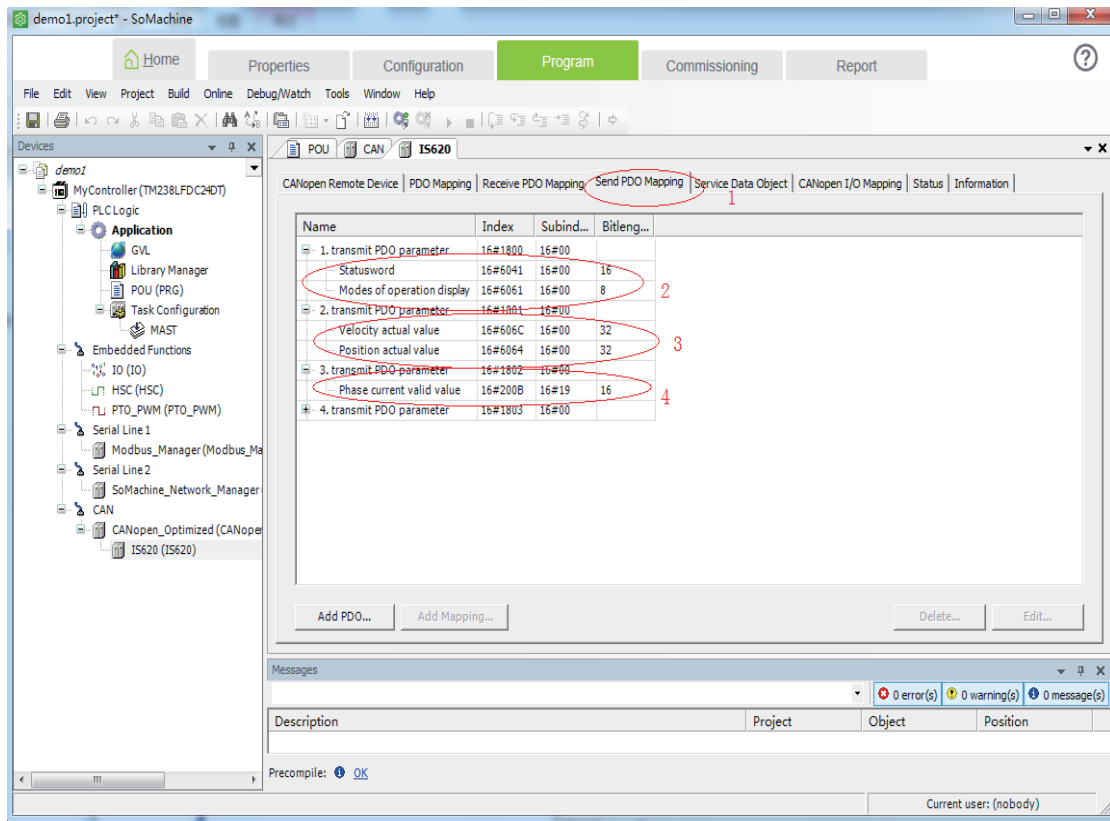 demo1.project* - SoMachine
Home Properties Configuration Program Commissioning Report
File Edit View Project Build Online Debug/Watch Tools Window Help
Devices
POU CAN IS620
demo1
MyController (TM238LFDC24DT)
PLC Logic
Application
GVL
Library Manager
POU (PRG)
Task Configuration
MAST
Embedded Functions
IO (IO)
HSC (HSC)
PTO_PWM (PTO_PWM)
Serial Line 1
Modbus_Manager (Modbus_Ma
Serial Line 2
SoMachine_Network_Manager
CAN
CANopen_Optimized (CANoper
IS620 (IS620)
CANopen Remote Device PDO Mapping Receive PDO Mapping Send PDO Mapping Service Data Object CANopen I/O Mapping Status Information
1
Name Index Subind... Bitleng...
1. transmit PDO parameter 16#1800 16#00
Statusword 16#6041 16#00 16
Modes of operation display 16#6061 16#00 8
2
2. transmit PDO parameter 16#1801 16#00
Velocity actual value 16#606C 16#00 32
Position actual value 16#6064 16#00 32
3
3. transmit PDO parameter 16#1802 16#00
Phase current valid value 16#200B 16#19 16
4
4. transmit PDO parameter 16#1803 16#00
Add PDO... Add Mapping... Delete... Edit...
Messages
0 error(s) 0 warning(s) 0 message(s)
Description Project Object Position
Precompile: OK
Current user: (nobody)